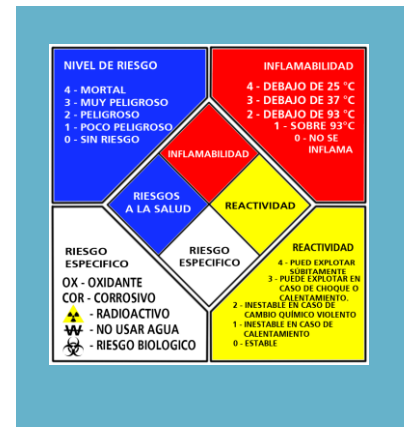 NIVEL DE RIESGO
4 - MORTAL
3 - MUY PELIGROSO
2 - PELIGROSO
1 - POCO PELIGROSO
0 - SIN RIESGO
INFLAMABILIDAD
4 - DEBAJO DE 25 °C
3 - DEBAJO DE 37 °C
2 - DEBAJO DE 93 °C
1 - SOBRE 93°C
0 - NO SE
INFLAMA
INFLAMABILIDAD
RIESGOS
A LA SALUD
REACTIVIDAD
RIESGO
ESPECIFICO
RIESGO
ESPECIFICO
OX - OXIDANTE
COR - CORROSIVO
- RADIOACTIVO
W - NO USAR AGUA
- RIESGO BIOLOGICO
REACTIVIDAD
4 - PUED EXPLOTAR
SÚBITAMENTE
3 - PUEDE EXPLOTAR EN
CASO DE CHOQUE O
CALENTAMIENTO.
2 - INESTABLE EN CASO DE
CAMBIO QUÍMICO VIOLENTO
1 - INESTABLE EN CASO DE
CALENTAMIENTO
0 - ESTABLE